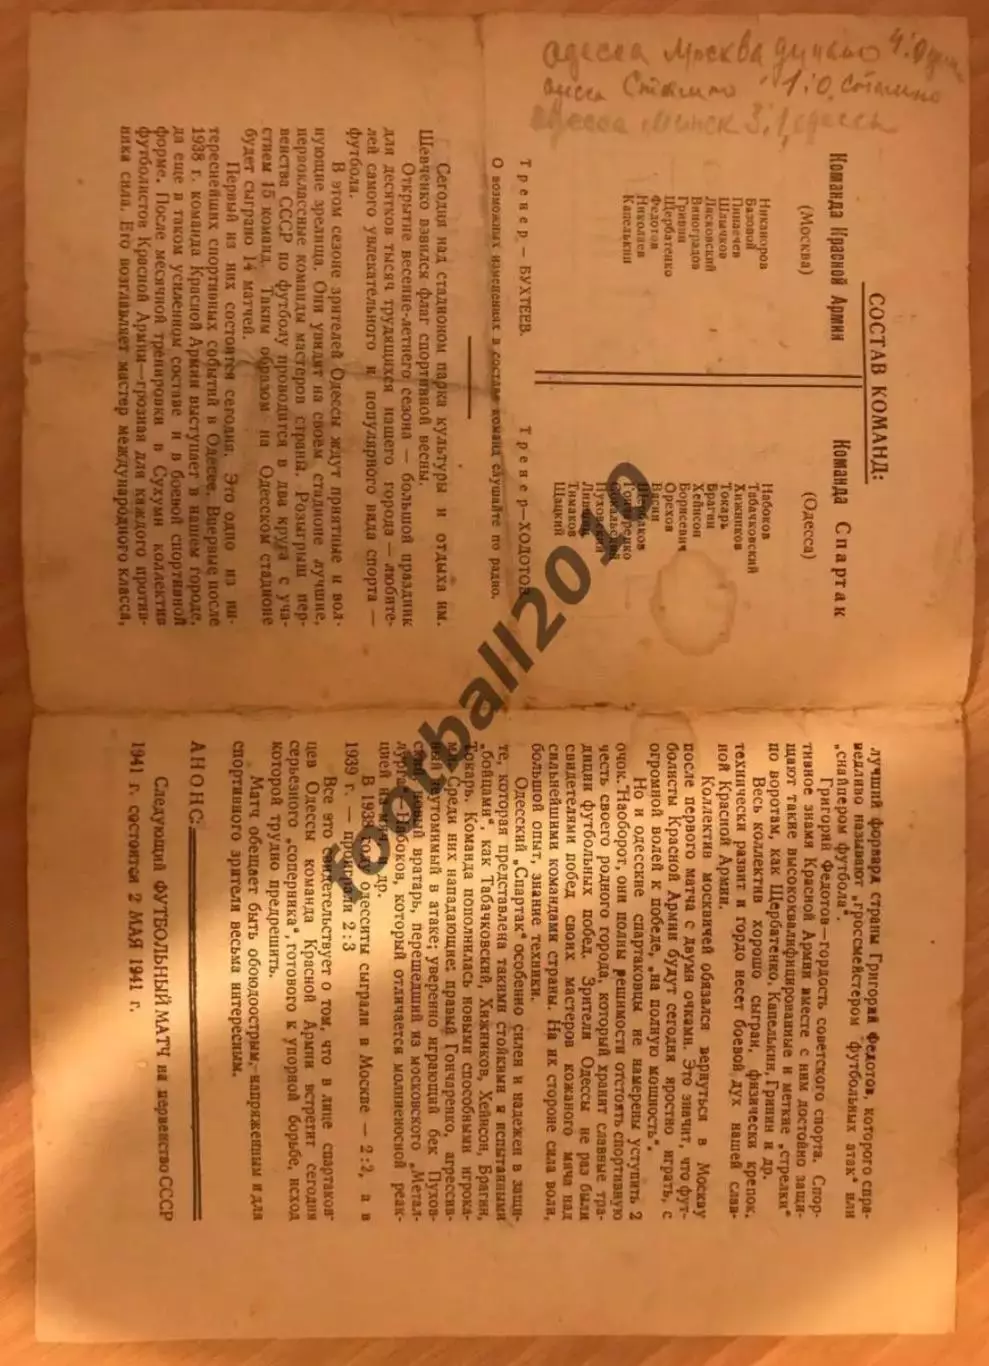 одесса москва динамо 4:0
Сталино 1:0 Сталино
одесса минск 3:1 одессы
СОСТАВ КОМАНД:
Команда Красной Армии
(Москва)
Никаноров
Базовой
Пинаечев
Шлычков
Лясковский
Виноградов
Гринин
Щербатенко
Федотов
Николаев
Капелькин
Тренер — БУХТЕЕВ.
Команда Спартак
(Одесса)
Набоков
Табачковский
Хижников
Токарь
Брагин
Хейисон
Борисевич
Орехов
Васин
Щербаков
Гончаренко
Сокальский
Пуховский
Тимаков
Шацкий
Тренер—ХОДОТОВ
О возможных изменениях в составе команд слушайте по радио.
Сегодня над стадионом парка культуры и отдыха им.
Шевченко взвился флаг спортивной весны.
Открытие весенне-летнего сезона — большой праздник
для десятков тысяч трудящихся нашего города — любите-
лей самого увлекательного и популярного вида спорта —
футбола.
В этом сезоне зрителей Одессы ждут приятные и вол-
нующие зрелища. Они увидят на своем стадионе лучшие,
первоклассные команды мастеров страны. Розыгрыш пер-
венства СССР по футболу проводится в два круга с уча-
стием 15 команд. Таким образом на Одесском стадионе
будет сыграно 14 матчей.
Первый из них состоится сегодня. Это одно из ин-
тереснейших спортивных событий в Одессе. Впервые после
1938 г. команда Красной Армии выступает в нашем городе,
да еще в таком усиленном составе и в боевой спортивной
форме. После месячной тренировки в Сухуми коллектив
футболистов Красной Армии—грозная для каждого против-
ника сила. Его возглавляет мастер международного класса,
лучший форвард страны Григорий Федотов, которого спра-
ведливо называют „гроссмейстером футбольных атак" или
„снайпером футбола".
Григорий Федотов—гордость советского спорта. Спор-
тивное знамя Красной Армии вместе с ним достойно защи-
щают такие высококвалифицированные и меткие „стрелки"
по воротам, как Щербатенко, Капелькин, Гринин и др.
Весь коллектив хорошо сыгран, физически крепок,
технически развит и гордо несет боевой дух нашей слав-
ной Красной Армии.
Коллектив москвичей обязался вернуться в Москву
после первого матча с двумя очками. Это значит, что фут-
болисты Красной Армии будут сегодня яростно играть, с
огромной волей к победе, „на полную мощность".
Но и одесские спартаковцы не намерены уступить 2
очок. Наоборот, они полны решимости отстоять спортивную
честь своего родного города, который хранит славные тра-
диции футбольных побед. Зрители Одессы не раз были
свидетелями побед своих мастеров кожаного мяча над
сильнейшими командами страны. На их стороне сила воли,
большой опыт, знание техники.
Одесский „Спартак" особенно силен и надежен в защи-
те, которая представлена такими стойкими и испытанными
„бойцами", как Табачковский, Хижников, Хейисон, Брагин,
Токарь. Команда пополнилась новыми способными игрока-
ми. Среди них нападающие: правый Гончаренко, агрессив-
ный и неутомимый в атаке; уверенно играющий бек Пухов-
ский, новый вратарь, перешедший из московского „Метал-
лурга"—Набоков, который отличается молниеносной реак-
цией на мяч, и др.
В 1938 году одесситы сыграли в Москве — 2:2, а в
1939 г. — проиграли 2:3
Все это свидетельствует о том, что в лице спартаков-
цев Одессы команда Красной Армии встретит сегодня
серьезного „соперника", готового к упорной борьбе, исход
которой трудно предрешить.
Матч обещает быть обоюдоострым, напряженным и для
спортивного зрителя весьма интересным.
АНОНС
Следующий ФУТБОЛЬНЫЙ МАТЧ на первенство СССР
1941 г. состоится 2 МАЯ 1941 г.
football2010